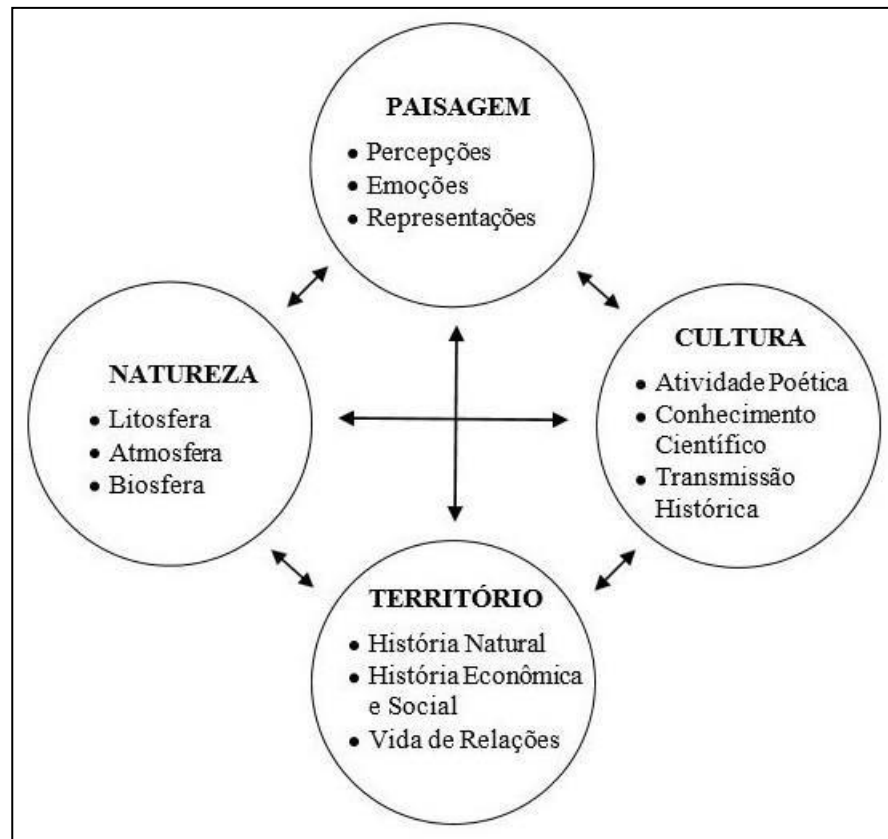 PAISAGEM
• Percepções
• Emoções
• Representações
NATUREZA
• Litosfera
• Atmosfera
• Biosfera
CULTURA
• Atividade Poética
• Conhecimento
Científico
• Transmissão
Histórica
TERRITÓRIO
• História Natural
• História Econômica
e Social
• Vida de Relações